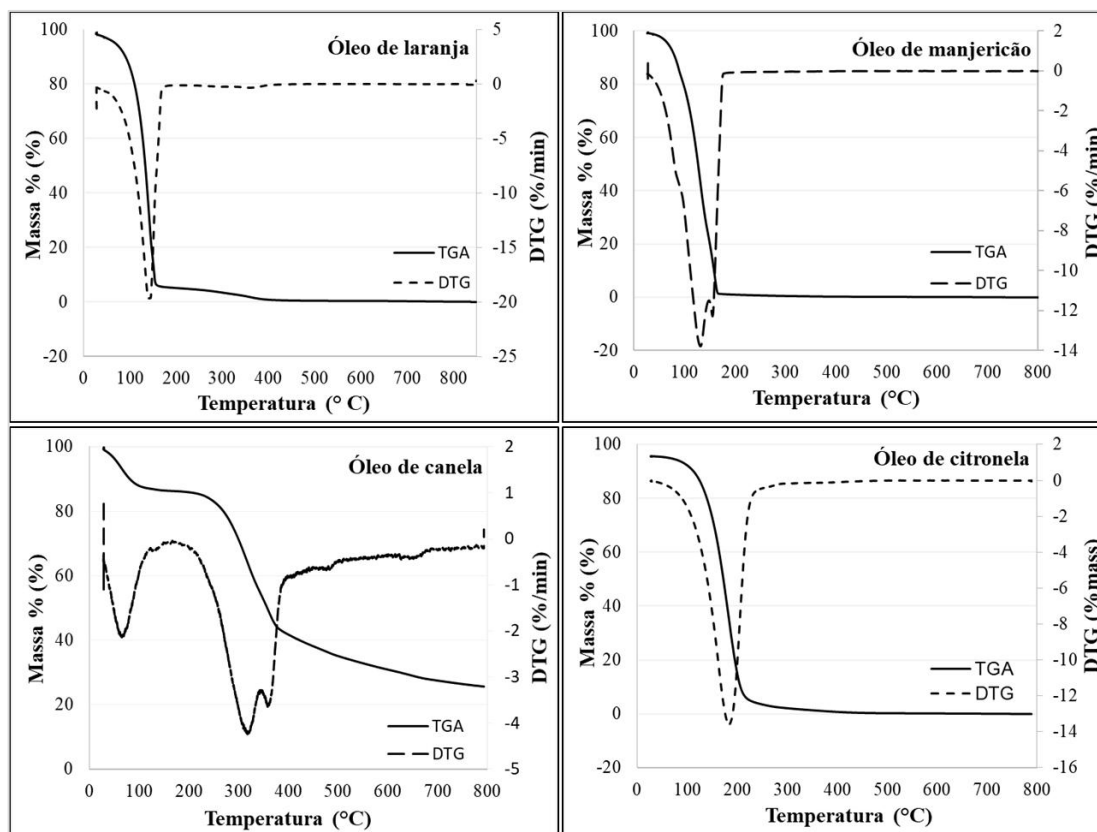 Óleo de laranja
Massa % (%)
100
80
60
40
20
0
-20
5
0
-5
-10
-15
-20
-25
DTG (%/min)
TGA
DTG
0 100 200 300 400 500 600 700 800
Temperatura (° C)
Óleo de manjericão
Massa % (%)
100
80
60
40
20
0
-20
2
0
-2
-4
-6
-8
-10
-12
-14
DTG (%/min)
TGA
DTG
0 100 200 300 400 500 600 700 800
Temperatura (°C)
Óleo de canela
Massa % (%)
100
80
60
40
20
0
2
1
0
-1
-2
-3
-4
-5
DTG (%/min)
TGA
DTG
0 100 200 300 400 500 600 700 800
Temperatura (°C)
Óleo de citronela
Massa % (%)
100
80
60
40
20
0
-20
2
0
-2
-4
-6
-8
-10
-12
-14
-16
DTG (%mass)
TGA
DTG
0 100 200 300 400 500 600 700 800
Temperatura (°C)